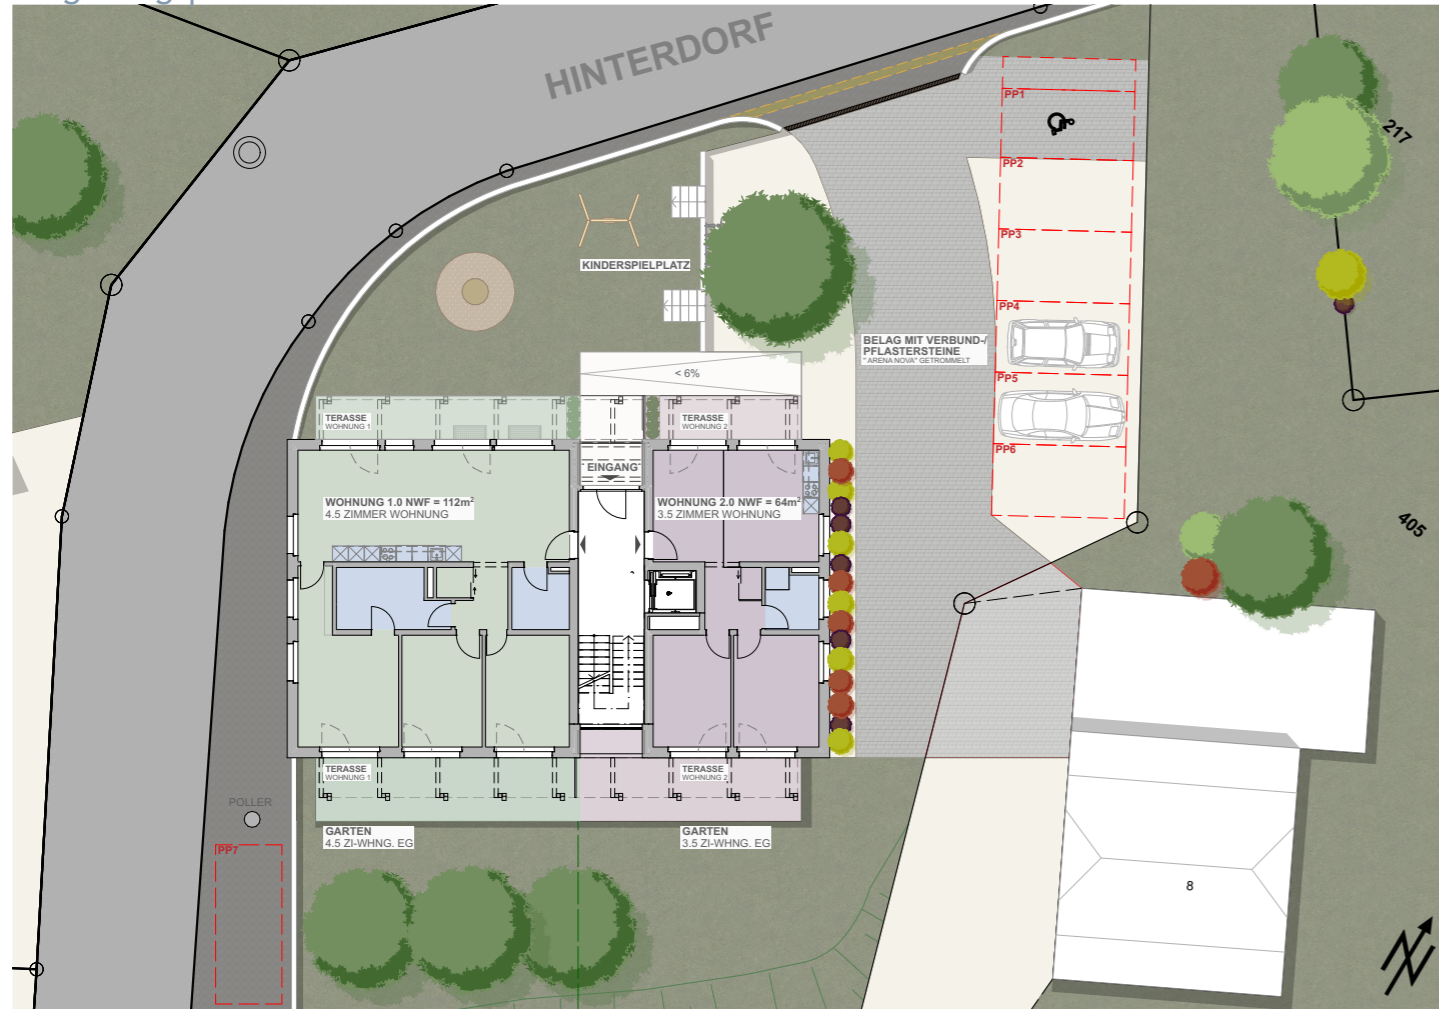 HINTERDORF
PP1
217
PP2
PP3
KINDERSPIELPLATZ
PP4
BELAG MIT VERBUND-/
PFLASTERSTEINE
"ARENA NOVA" GETROMMELT
< 6%
PP5
TERASSE
WOHNUNG 1
TERASSE
WOHNUNG 2
PP6
EINGANG
WOHNUNG 1.0 NWF = 112m²
4.5 ZIMMER WOHNUNG
WOHNUNG 2.0 NWF = 64m²
3.5 ZIMMER WOHNUNG
405
TERASSE
WOHNUNG 1
TERASSE
WOHNUNG 2
POLLER
GARTEN
4.5 ZI-WHNG. EG
GARTEN
3.5 ZI-WHNG. EG
PP7
8